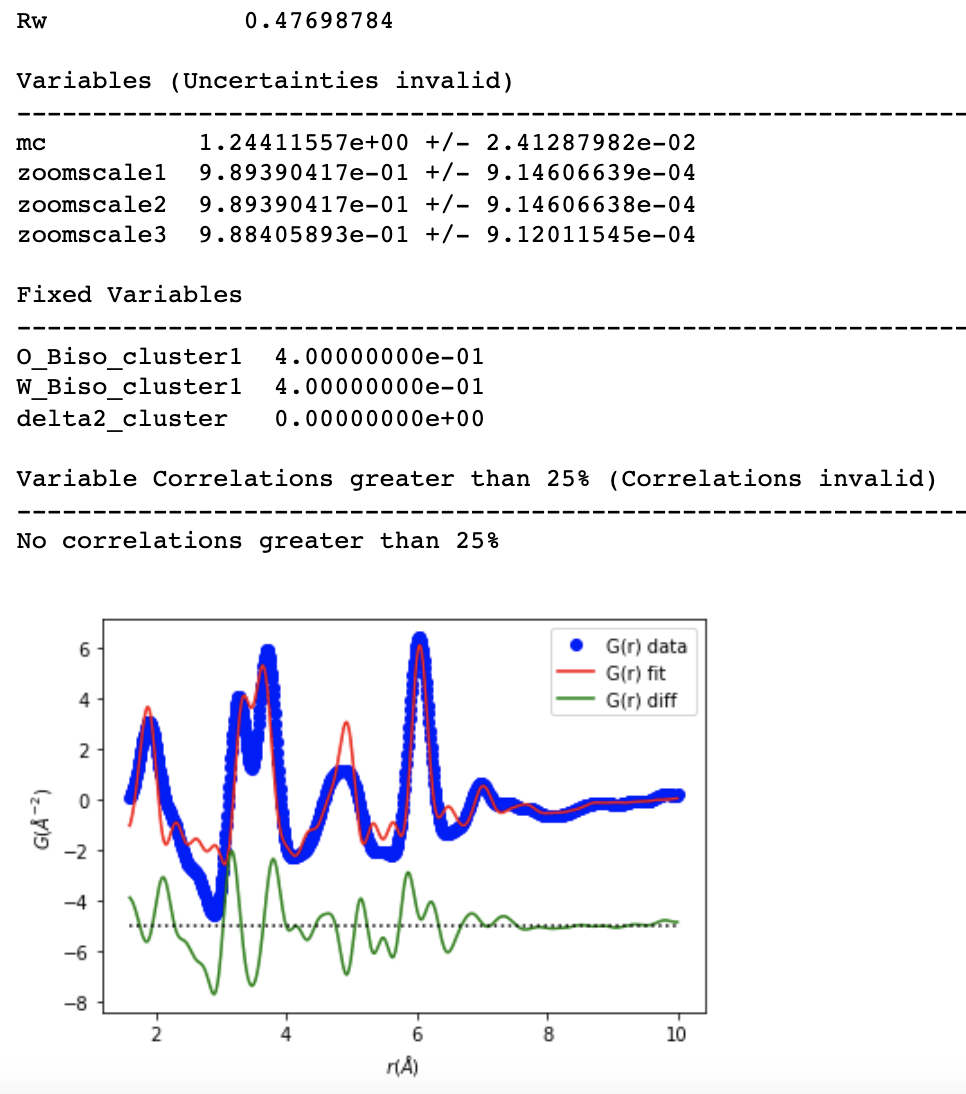 Rw 0.47698784
Variables (Uncertainties invalid)
------------------------------------------------------------
mc 1.24411557e+00 +/- 2.41287982e-02
zoomscale1 9.89390417e-01 +/- 9.14606639e-04
zoomscale2 9.89390417e-01 +/- 9.14606638e-04
zoomscale3 9.88405893e-01 +/- 9.12011545e-04
Fixed Variables
------------------------------------------------------------
O_Biso_cluster1 4.00000000e-01
W_Biso_cluster1 4.00000000e-01
delta2_cluster 0.00000000e+00
Variable Correlations greater than 25% (Correlations invalid)
------------------------------------------------------------
No correlations greater than 25%
G(r) data
G(r) fit
G(r) diff
6
4
2
0
−2
−4
−6
−8
G(Å⁻²)
2 4 6 8 10
r(Å)